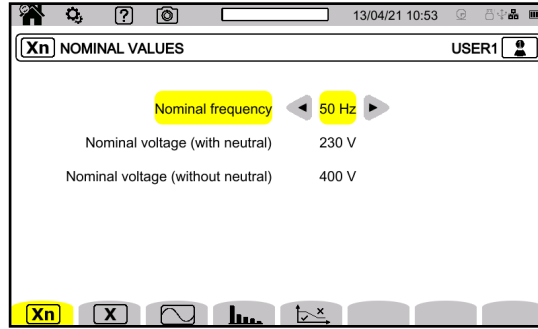 13/04/21 10:53
Xn NOMINAL VALUES USER1
Nominal frequency 50 Hz
Nominal voltage (with neutral) 230 V
Nominal voltage (without neutral) 400 V
Xn X